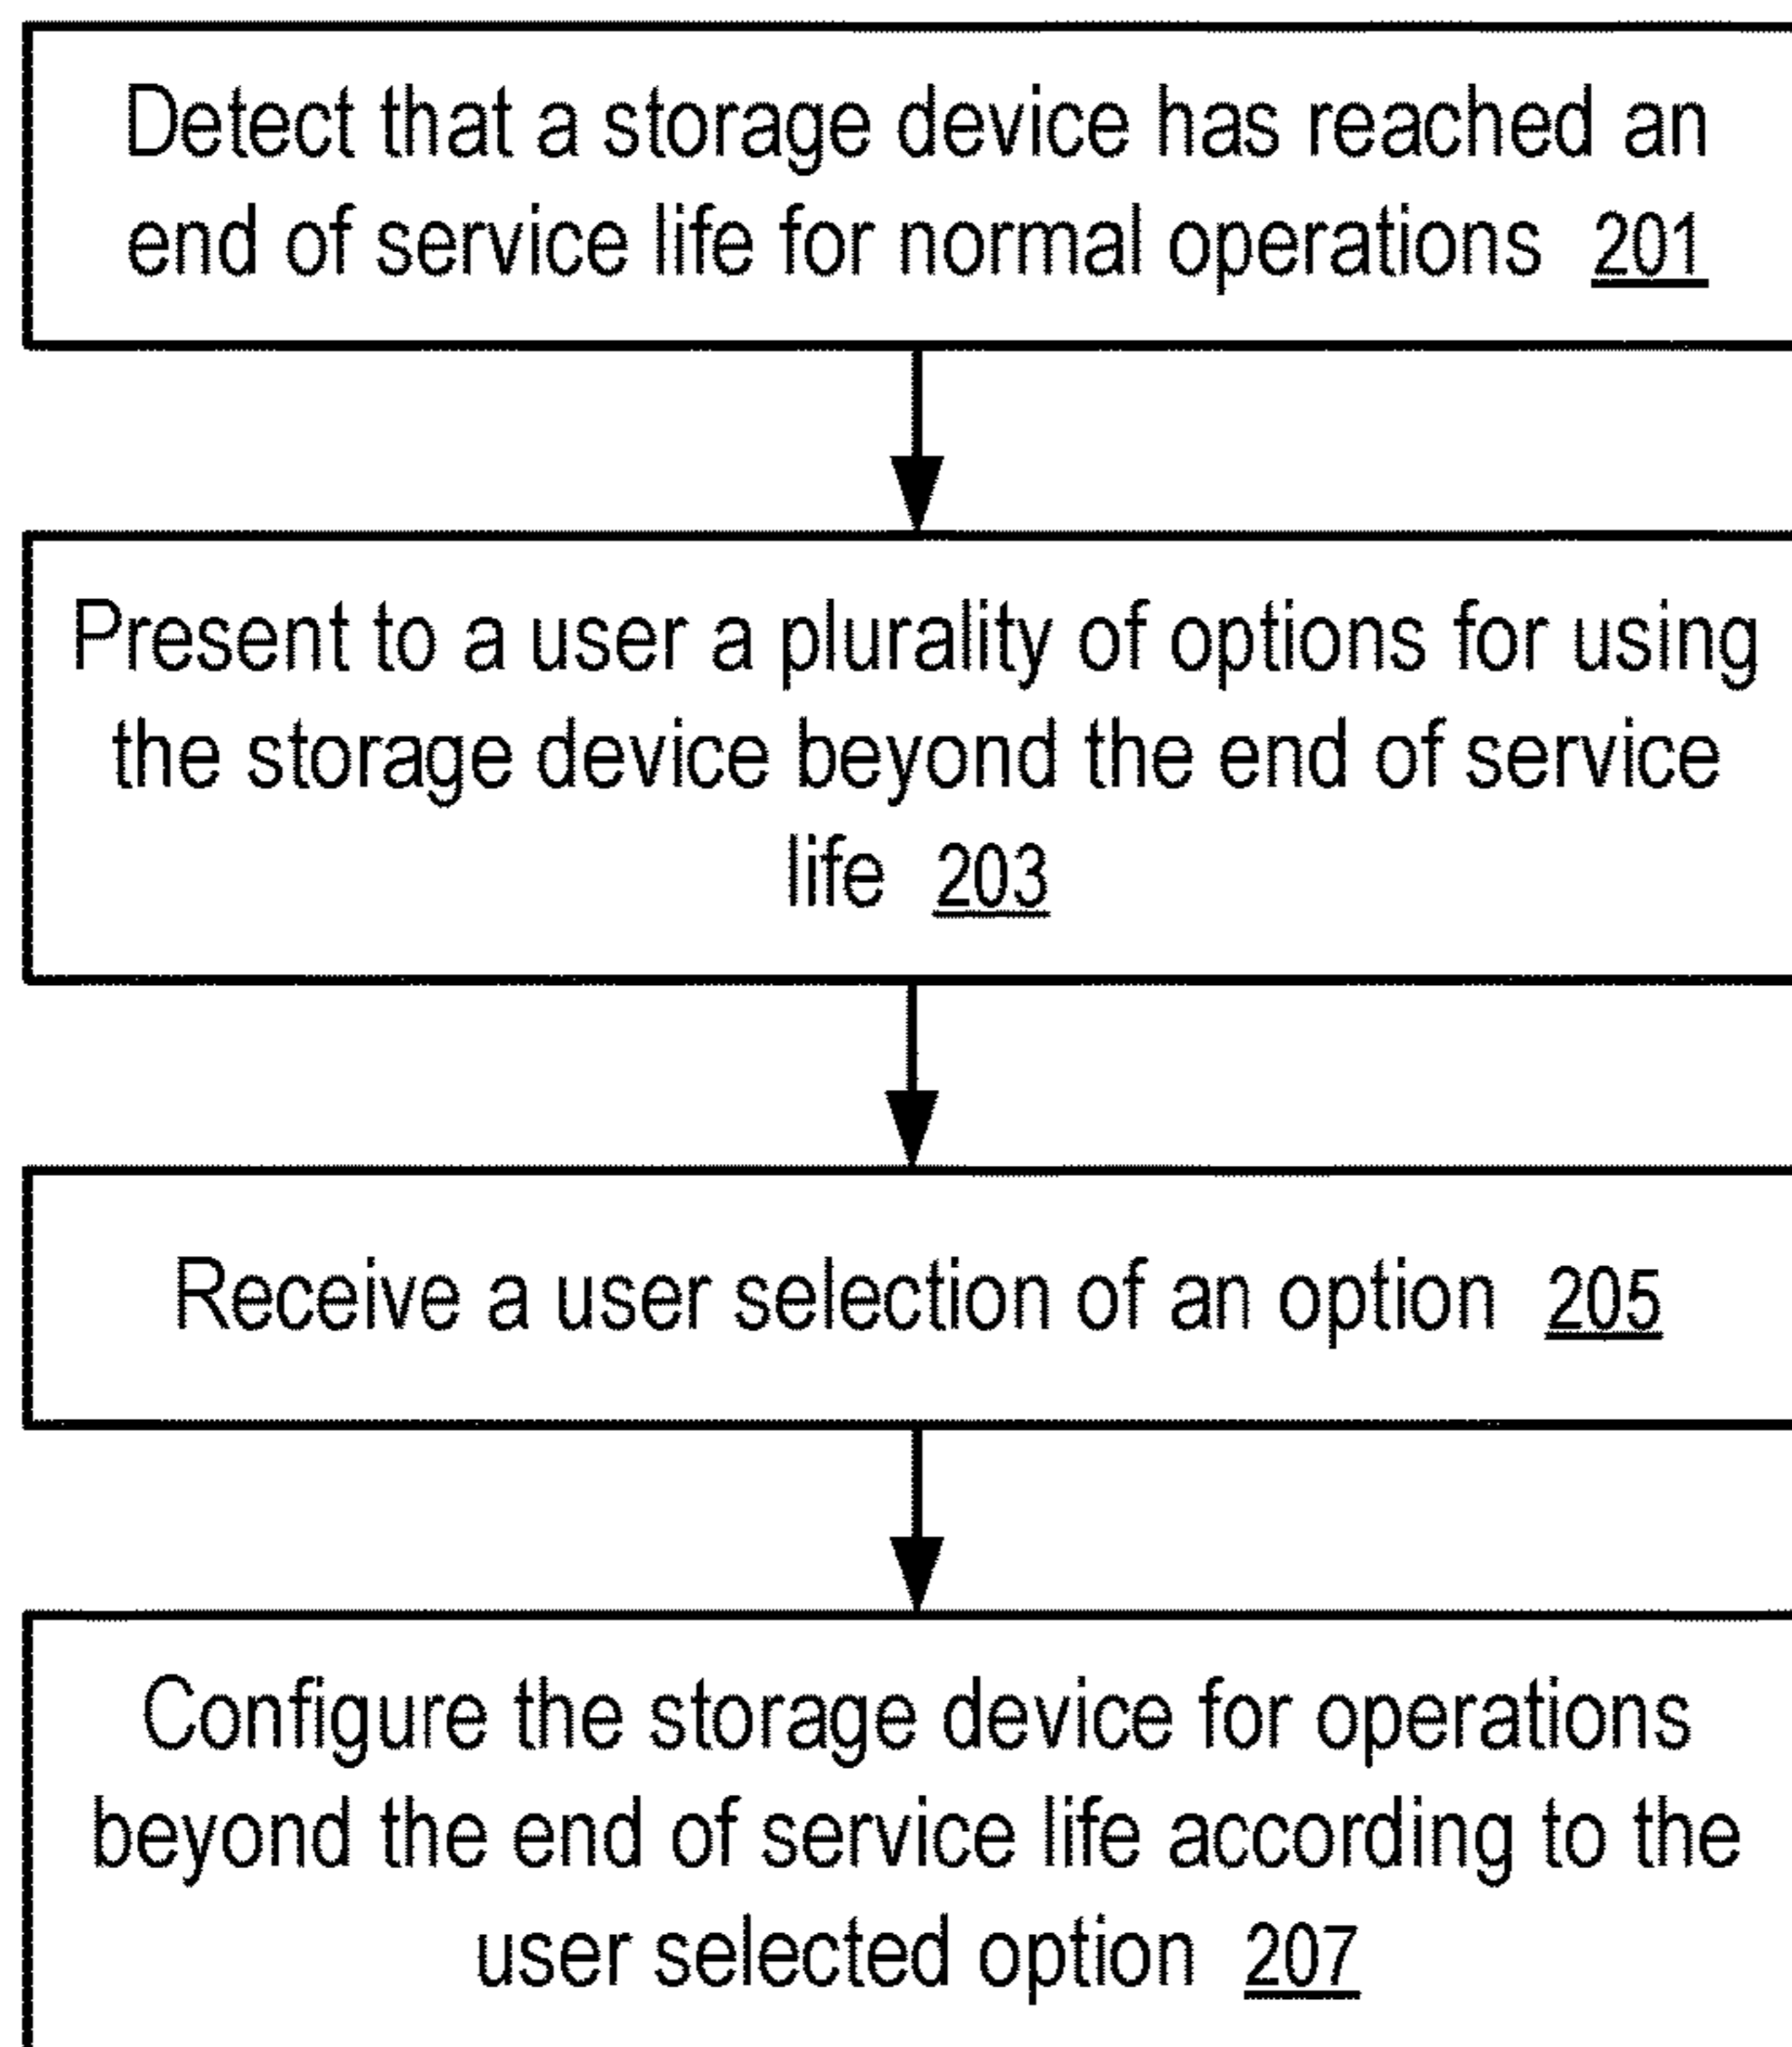 Detect that a storage device has reached an
end of service life for normal operations 201
Present to a user a plurality of options for using
the storage device beyond the end of service
life 203
Receive a user selection of an option 205
Configure the storage device for operations
beyond the end of service life according to the
user selected option 207